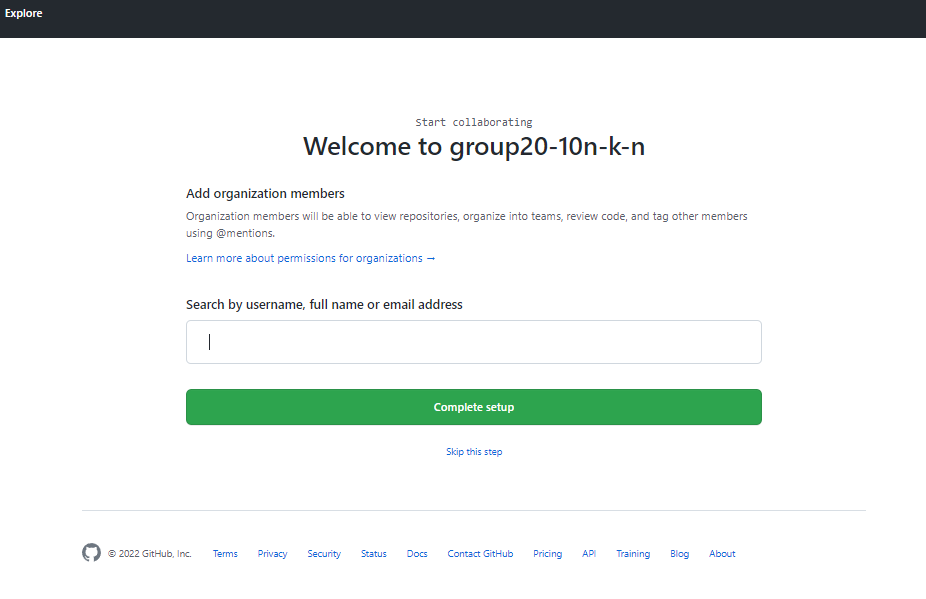 Explore
Start collaborating
Welcome to group20-10n-k-n
Add organization members
Organization members will be able to view repositories, organize into teams, review code, and tag other members
using @mentions.
Learn more about permissions for organizations →
Search by username, full name or email address
Complete setup
Skip this step
© 2022 GitHub, Inc. Terms Privacy Security Status Docs Contact GitHub Pricing API Training Blog About